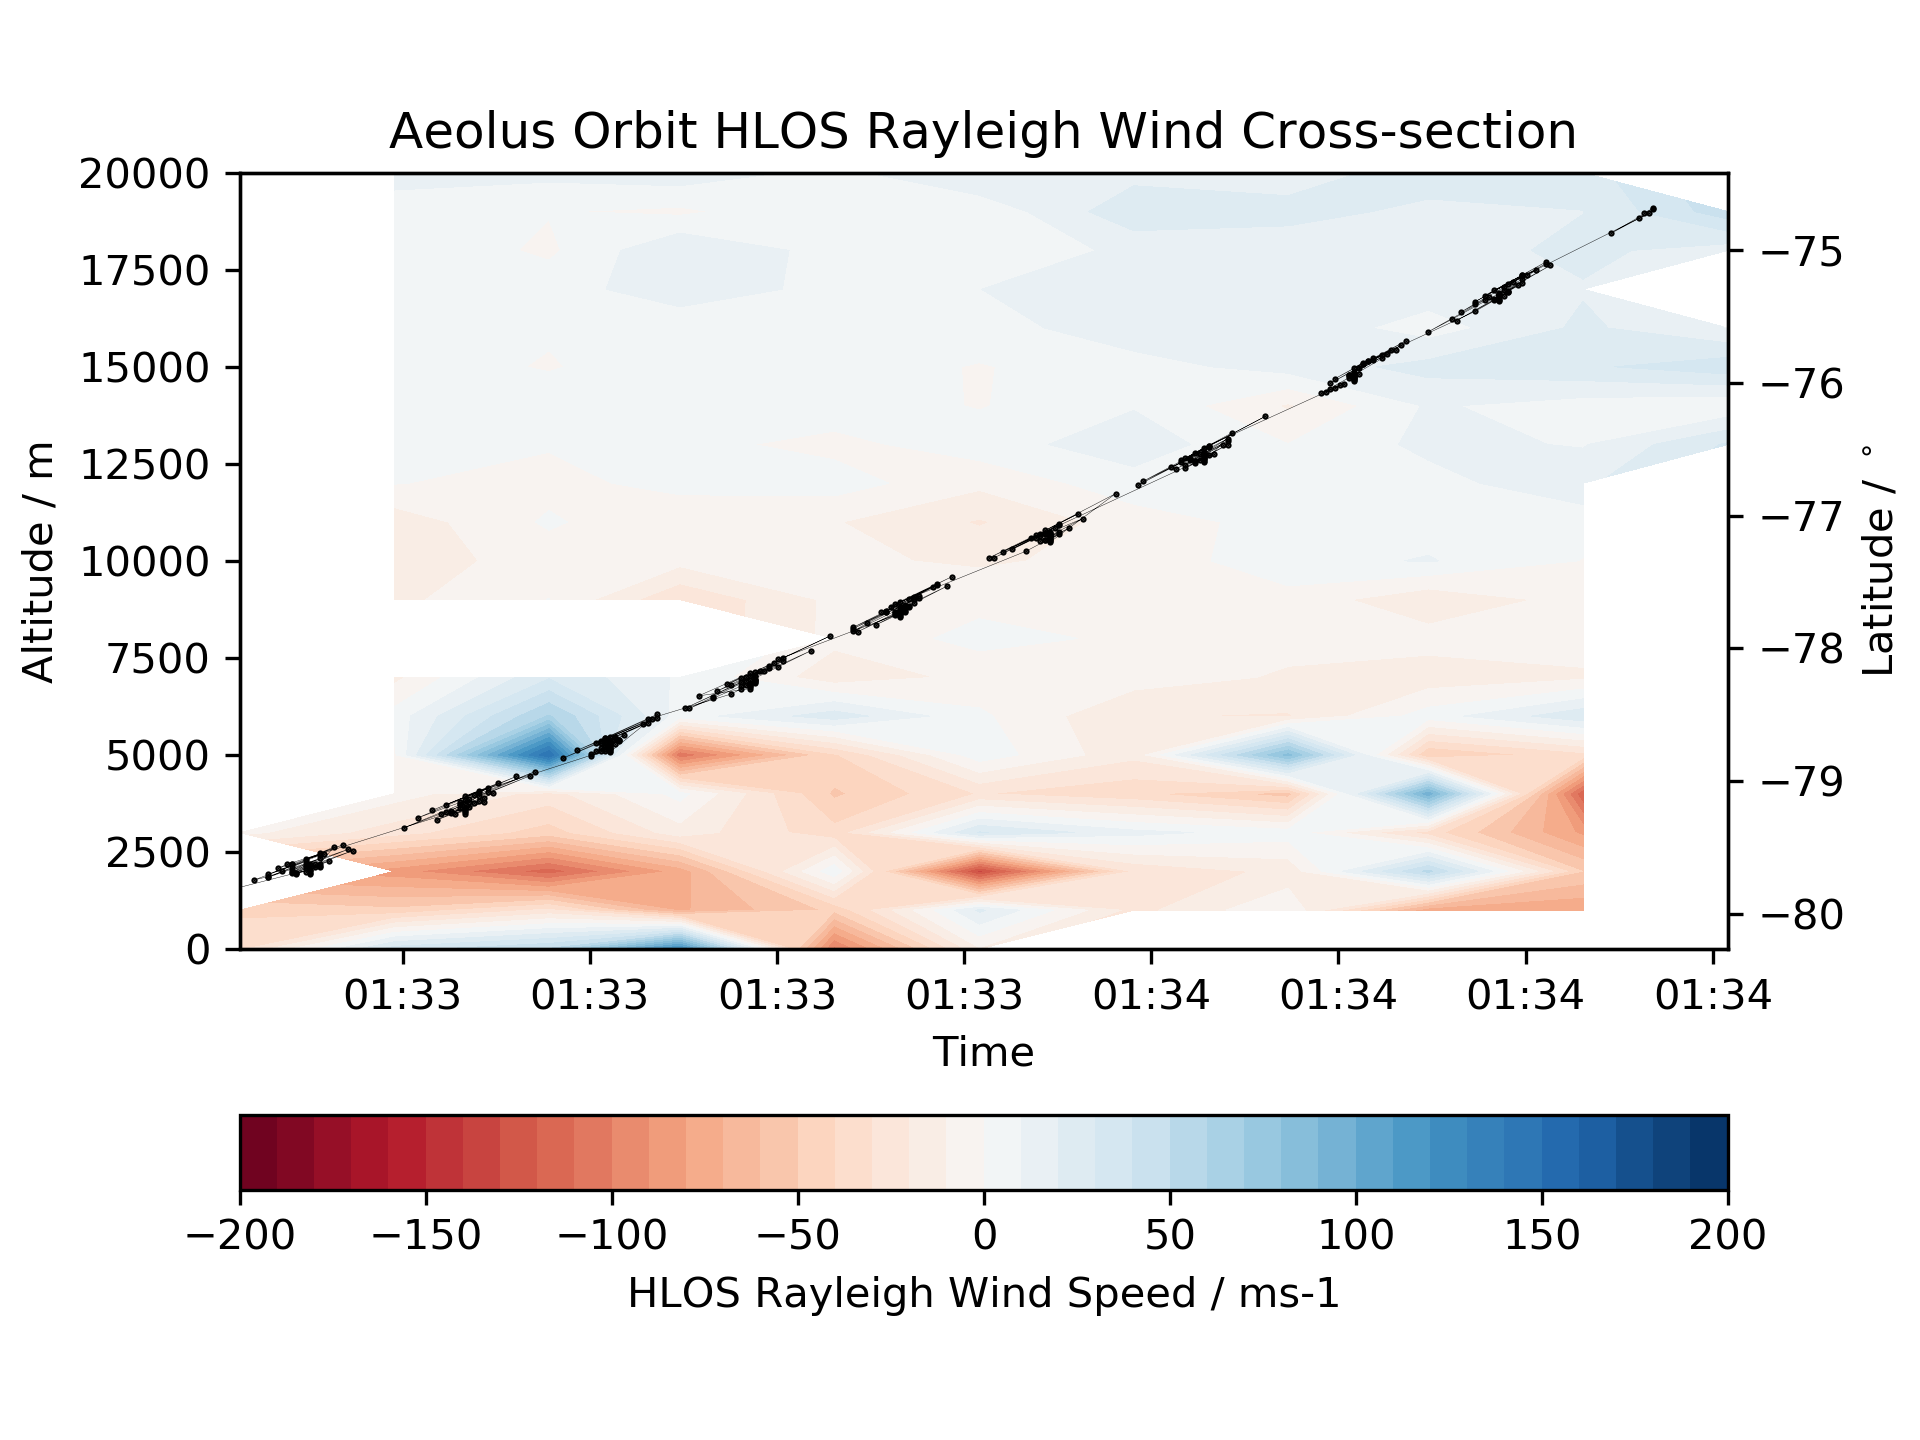 Aeolus Orbit HLOS Rayleigh Wind Cross-section
20000
17500
15000
12500
10000
7500
5000
2500
0
Altitude / m
−75
−76
−77
−78
−79
−80
Latitude / °
01:33 01:33 01:33 01:33 01:34 01:34 01:34 01:34
Time
−200 −150 −100 −50 0 50 100 150 200
HLOS Rayleigh Wind Speed / ms-1